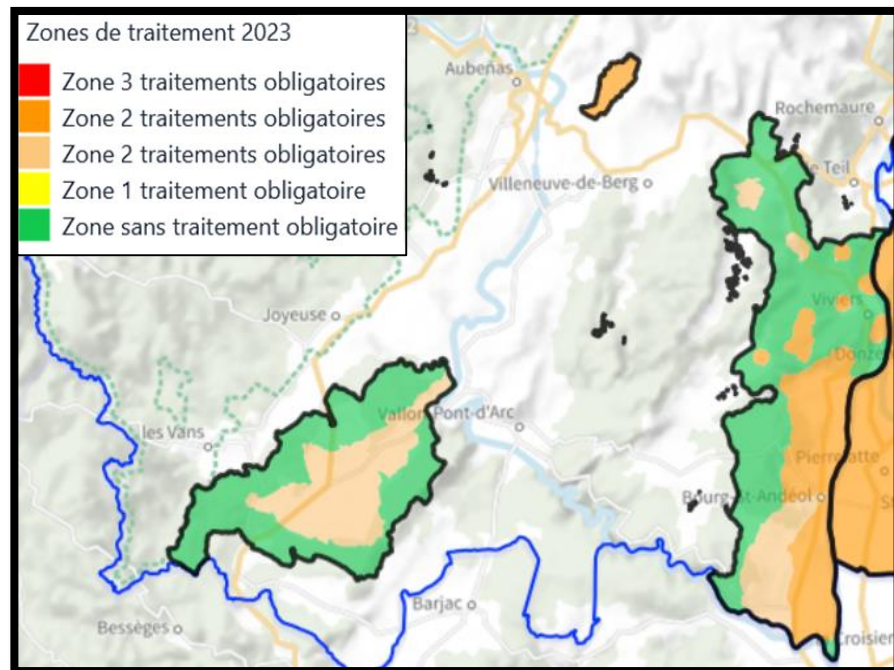 Zones de traitement 2023
Zone 3 traitements obligatoires
Zone 2 traitements obligatoires
Zone 2 traitements obligatoires
Zone 1 traitement obligatoire
Zone sans traitement obligatoire
Aubenas
Rochemaure
Teil
Villeneuve-de-Berg
Viviers
Joyeuse
Donze
Vallon-Pont-d'Arc
les Vans
Pierrelatte
Bourg-St-Andéol
Barjac
Bessèges
Croisier